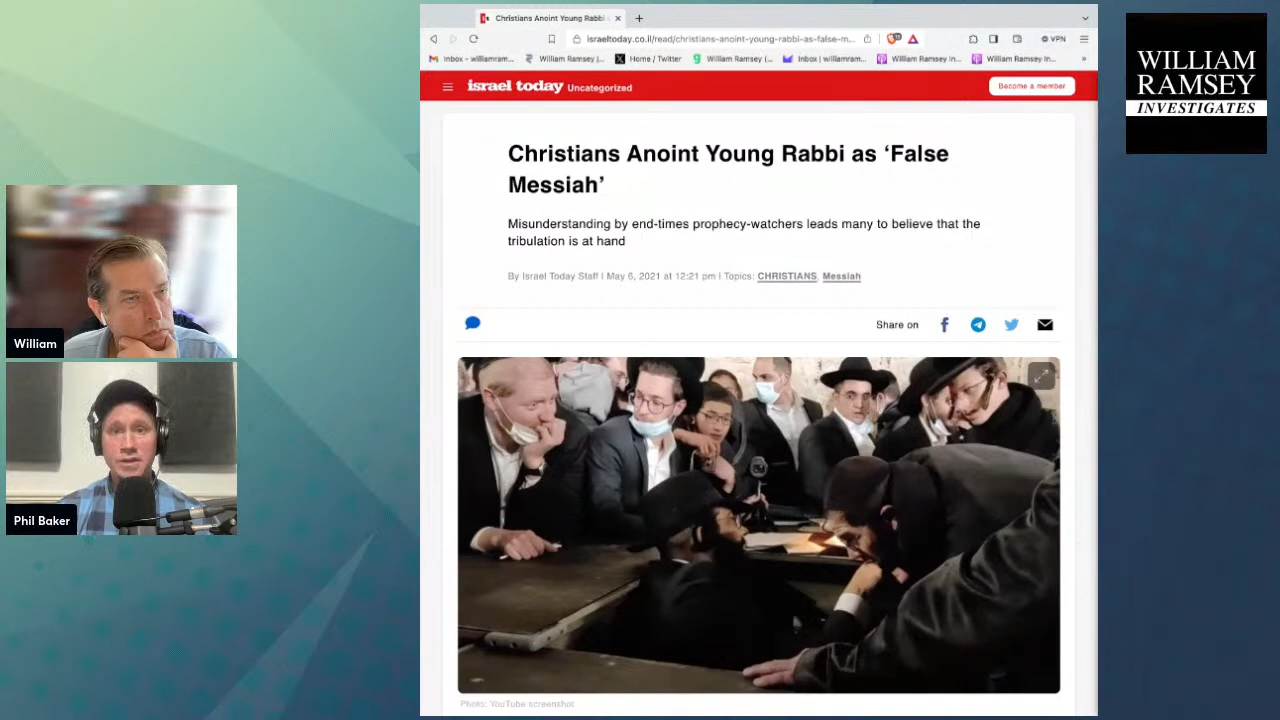 Christians Anoint Young Rabbi
israeltoday.co.il/read/christians-anoint-young-rabbi-as-false-m...
VPN
Inbox - williamram...
William Ramsey (...
Home / Twitter
William Ramsey (...
Inbox | williamram...
William Ramsey In...
William Ramsey In...
»
israel today Uncategorized
Become a member
Christians Anoint Young Rabbi as ‘False
Messiah’
Misunderstanding by end-times prophecy-watchers leads many to believe that the
tribulation is at hand
By Israel Today Staff | May 6, 2021 at 12:21 pm | Topics: CHRISTIANS, Messiah
Share on
Photo: YouTube screenshot
William
Phil Baker
WILLIAM
RAMSEY
INVESTIGATES